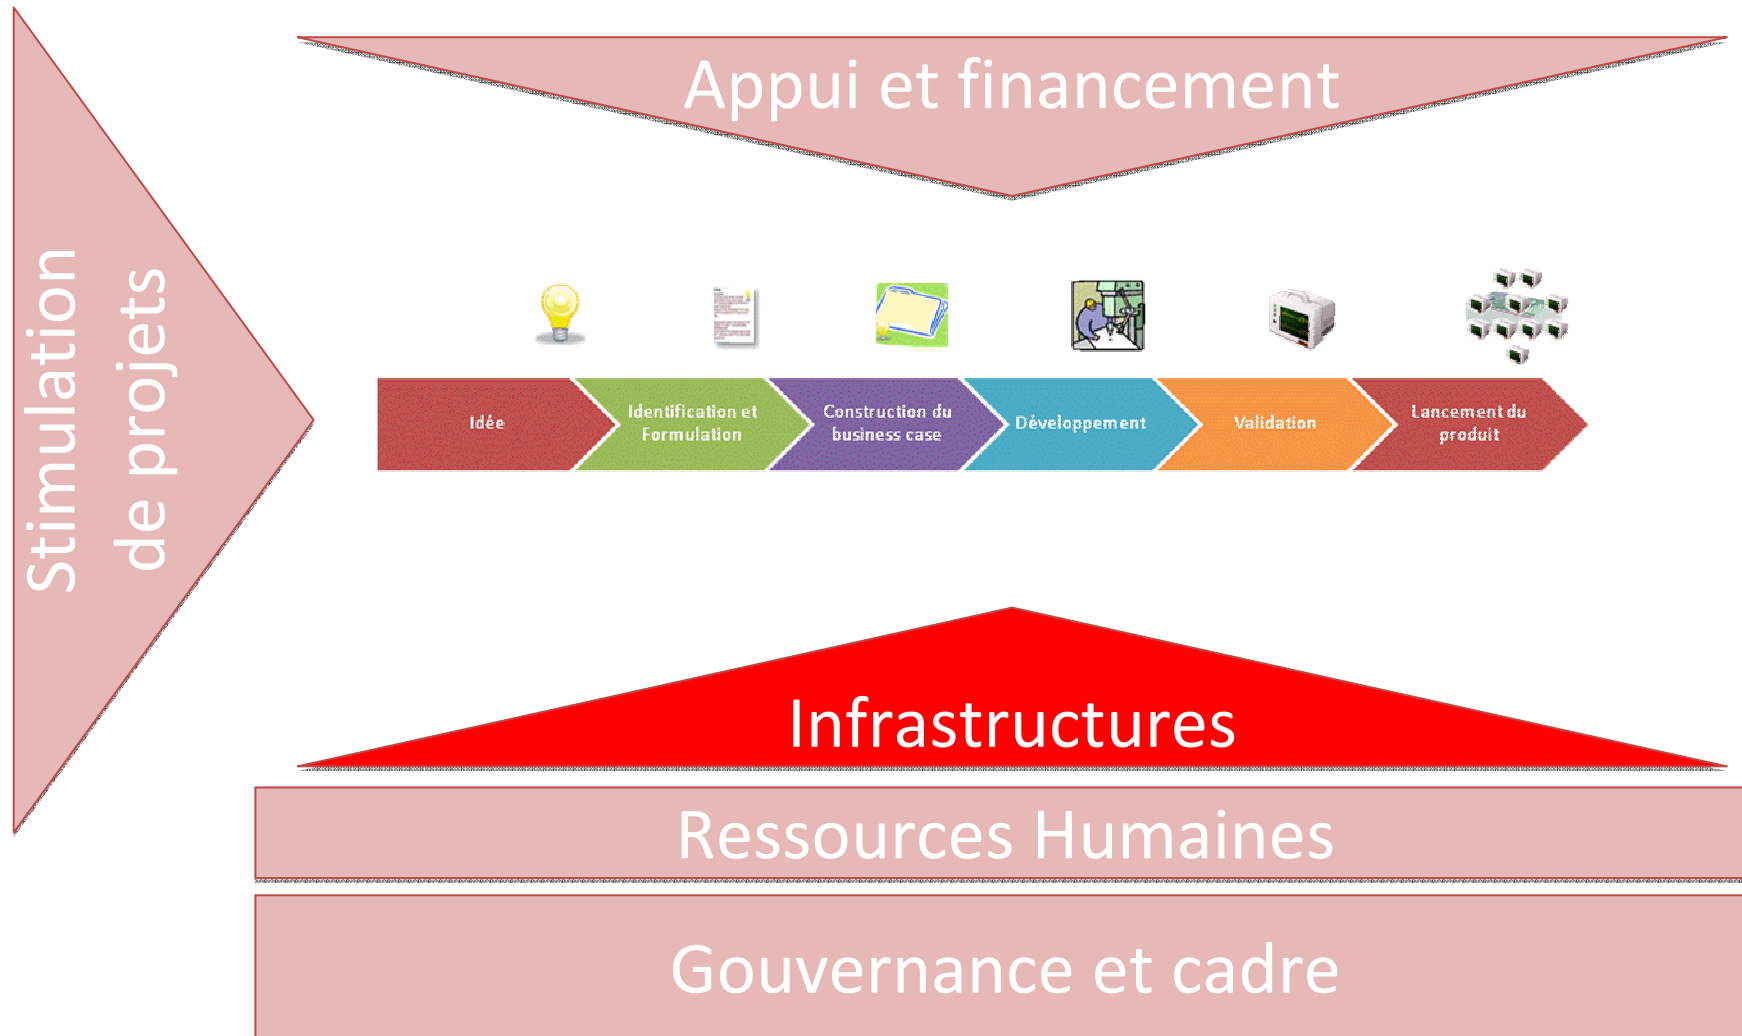 Appui et financement
Stimulation
de projets
Idée
Identification et
Formulation
Construction du
business case
Développement
Validation
Lancement du
produit
Infrastructures
Ressources Humaines
Gouvernance et cadre